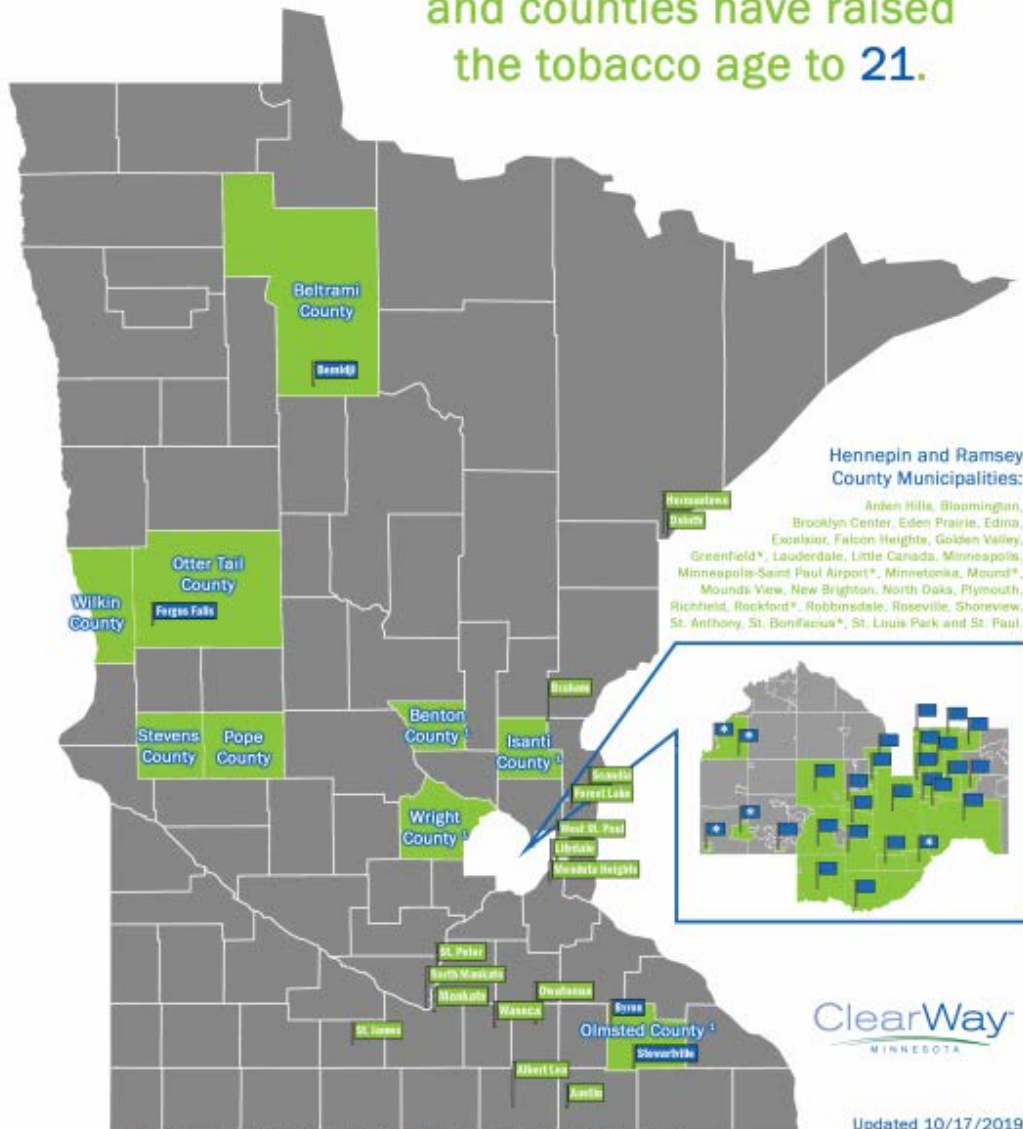 and counties have raised
the tobacco age to 21.
Beltrami
County
Bemidji
Hennepin and Ramsey
County Municipalities:
Arden Hills, Bloomington,
Brooklyn Center, Eden Prairie, Edina,
Excelsior, Falcon Heights, Golden Valley,
Greenfield*, Lauderdale, Little Canada, Minneapolis,
Minneapolis-Saint Paul Airport*, Minnetonka, Mound*,
Mounds View, New Brighton, North Oaks, Plymouth,
Richfield, Rockford*, Robbinsdale, Roseville, Shoreview,
St. Anthony, St. Bonifacius*, St. Louis Park and St. Paul.
Hermantown
Duluth
Otter Tail
County
Fergus Falls
Wilkin
County
Braham
Stevens
County
Pope
County
Benton
County
Isanti
County
Scandia
Forest Lake
Wright
County
West St. Paul
Lilydale
Mendota Heights
St. Peter
North Mankato
Mankato
Owatonna
Waseca
St. James
Byron
Olmsted County
Stewartville
Albert Lea
Austin
ClearWay
MINNESOTA
Updated 10/17/2019